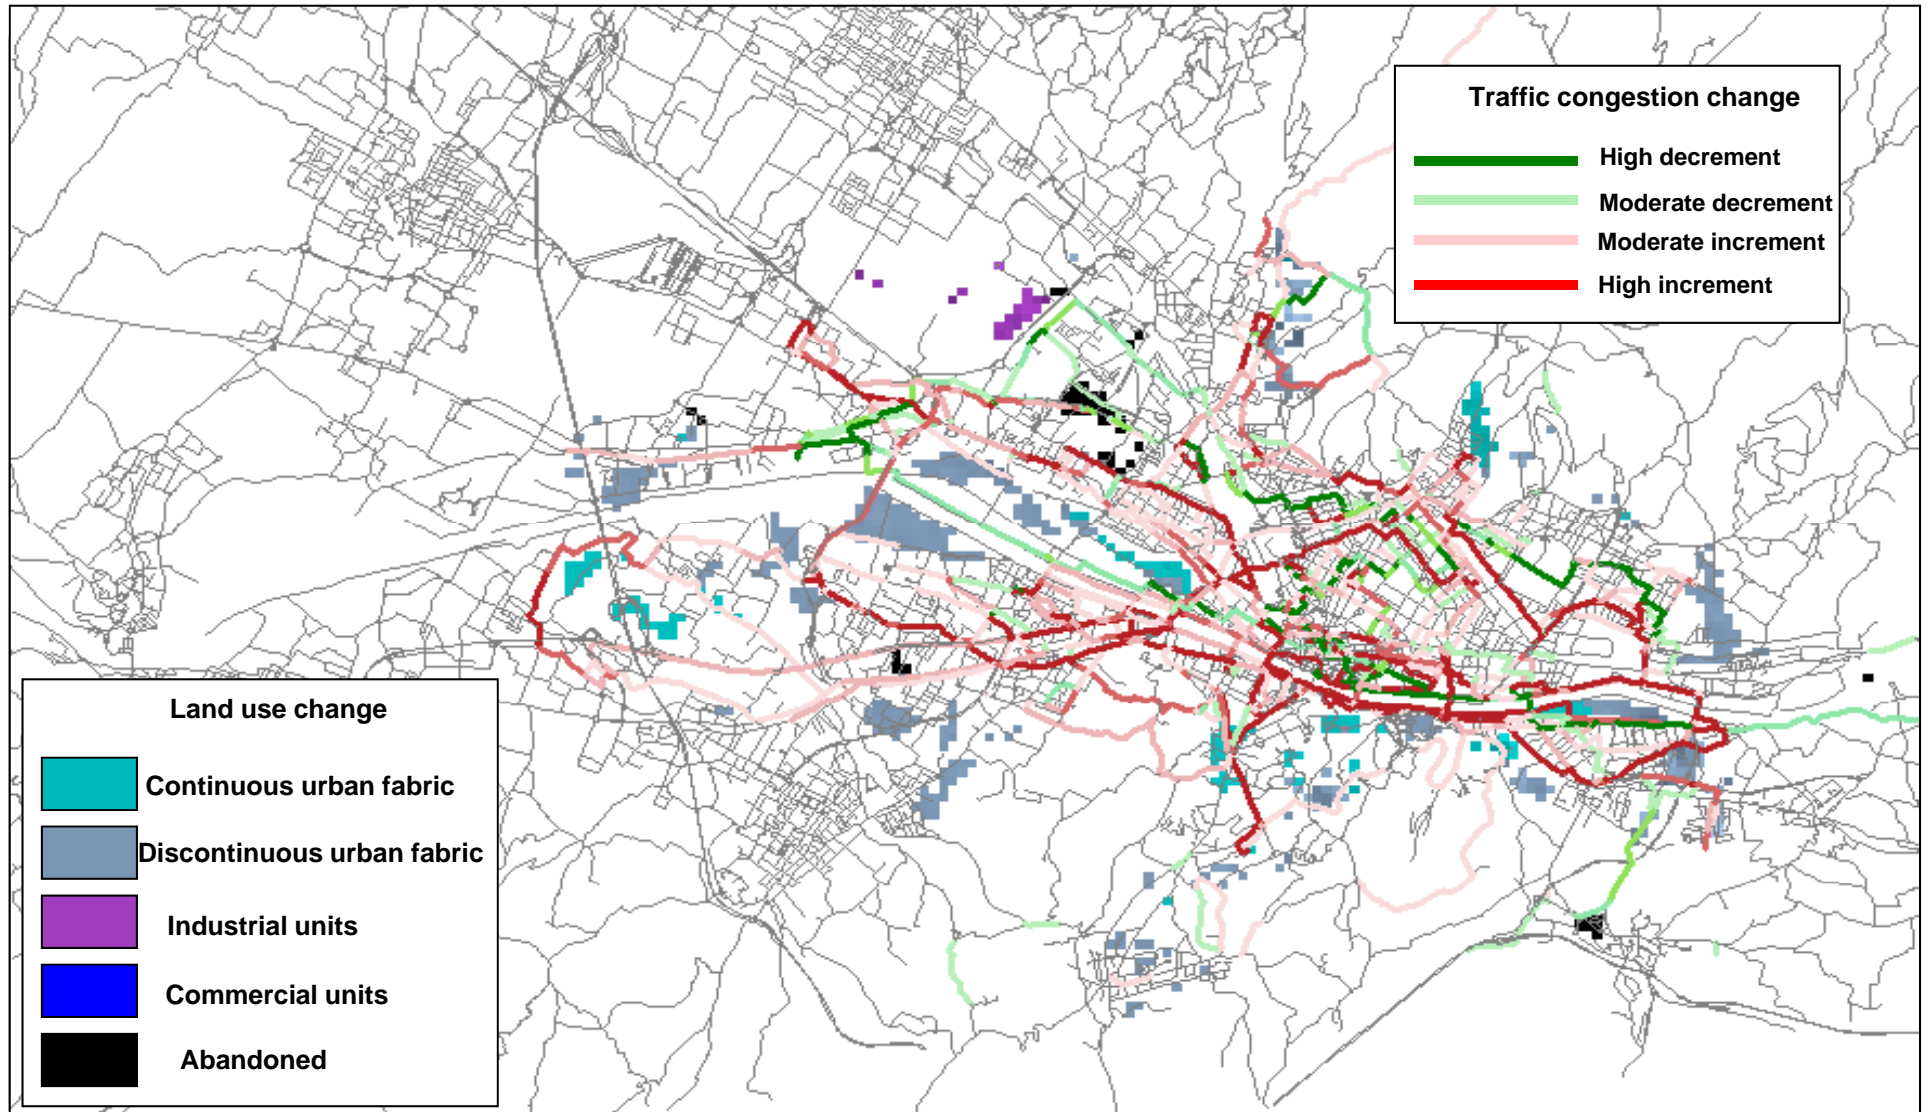 Traffic congestion change
High decrement
Moderate decrement
Moderate increment
High increment
Land use change
Continuous urban fabric
Discontinuous urban fabric
Industrial units
Commercial units
Abandoned